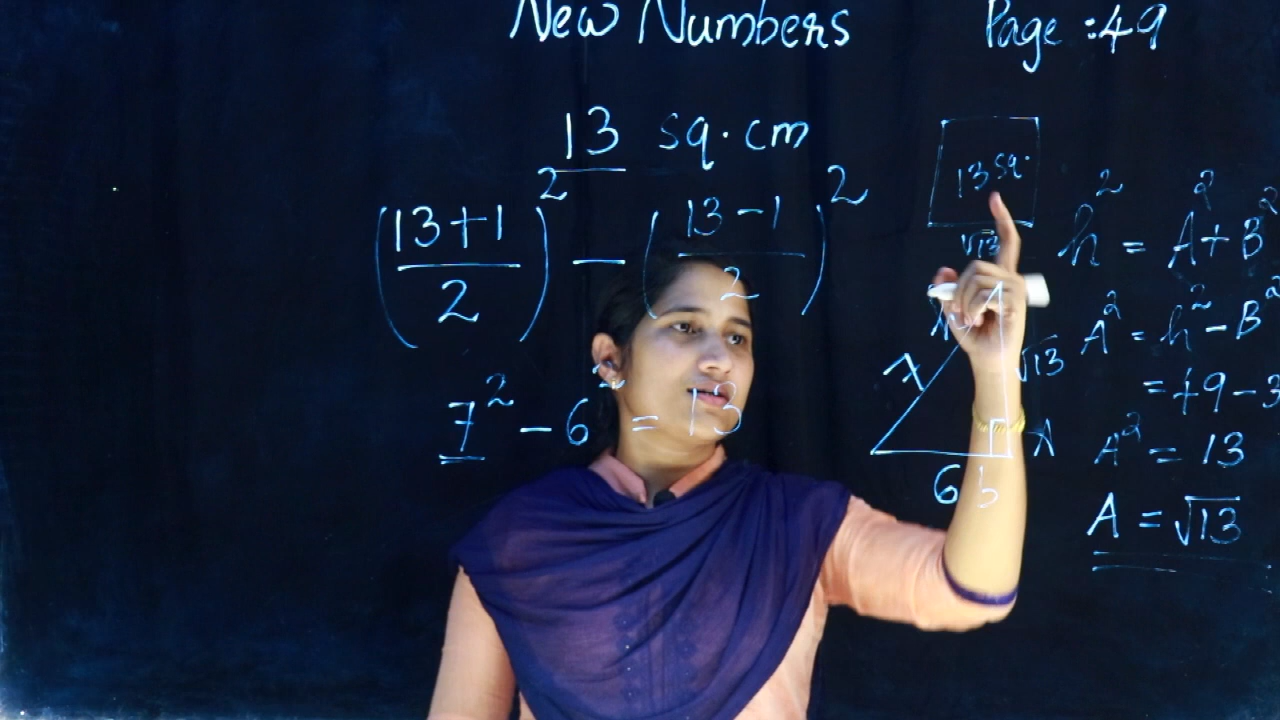 New Numbers
Page :49
13 sq.cm
(13+1/2)² — (13-1/2)²
7² - 6² = 13
13 sq.
√13
7
√13
6 b
h² = A² + B²
A² = h² - B²
= 49 - 3
A² = 13
A = √13